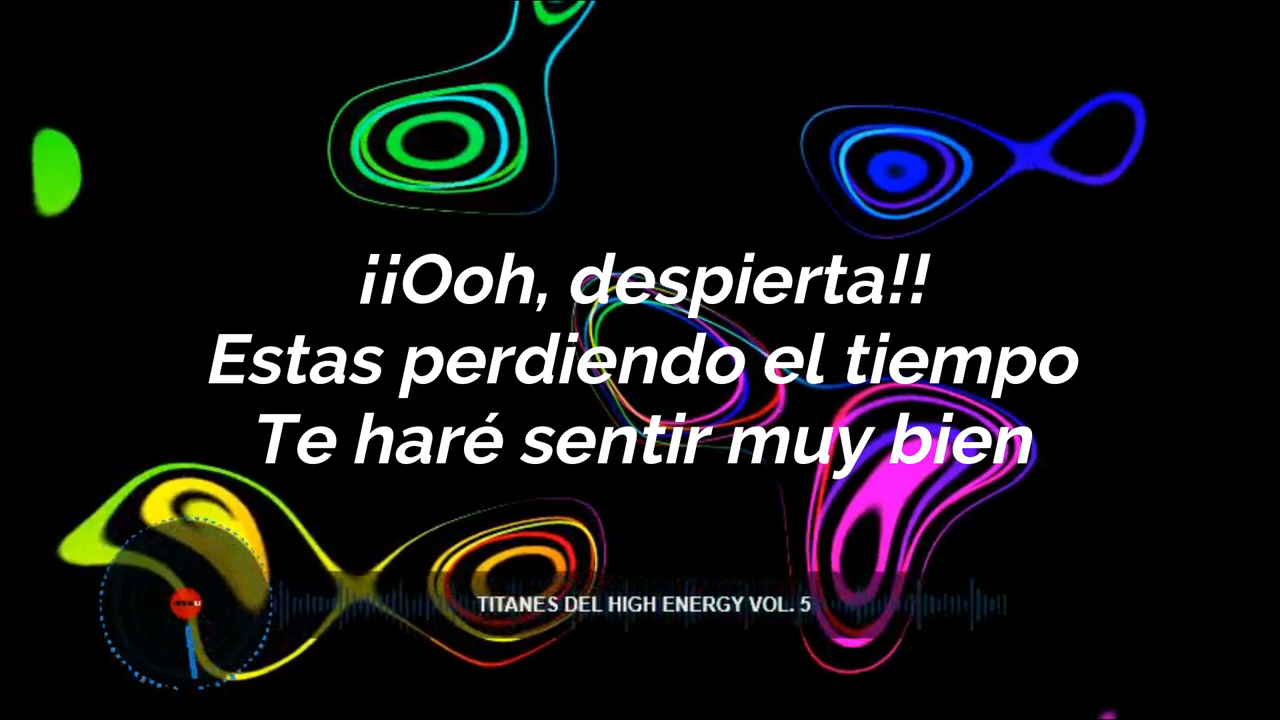 ¡¡Ooh, despierta!!
Estas perdiendo el tiempo
Te haré sentir muy bien
TITANES DEL HIGH ENERGY VOL. 5